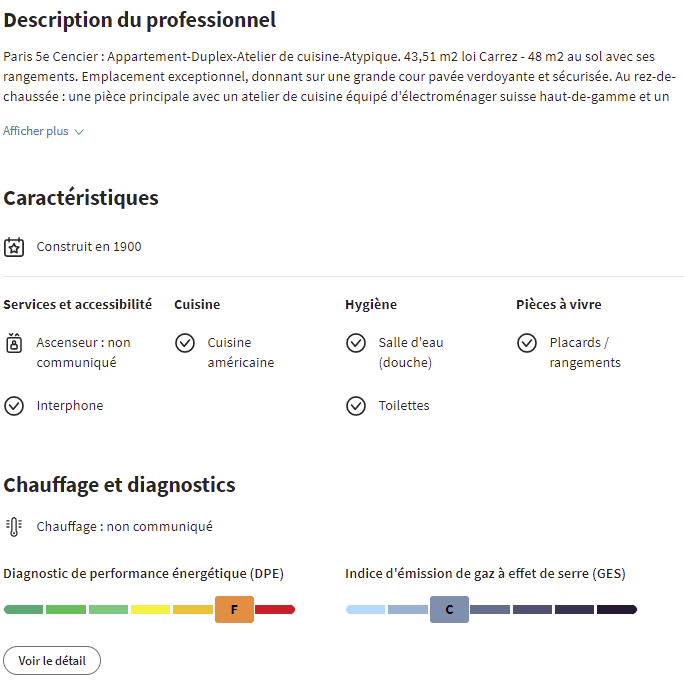 Description du professionnel
Paris 5e Cencier : Appartement-Duplex-Atelier de cuisine-Atypique. 43,51 m2 loi Carrez - 48 m2 au sol avec ses
rangements. Emplacement exceptionnel, donnant sur une grande cour pavée verdoyante et sécurisée. Au rez-de-
chaussée : une pièce principale avec un atelier de cuisine équipé d'électroménager suisse haut-de-gamme et un
Afficher plus
Caractéristiques
Construit en 1900
Services et accessibilité
Ascenseur : non
communiqué
Interphone
Cuisine
Cuisine
américaine
Hygiène
Salle d'eau
(douche)
Toilettes
Pièces à vivre
Placards /
rangements
Chauffage et diagnostics
Chauffage : non communiqué
Diagnostic de performance énergétique (DPE)
F
Indice d'émission de gaz à effet de serre (GES)
C
Voir le détail